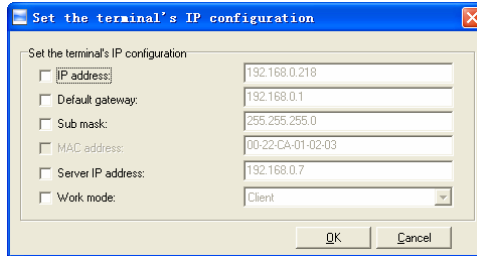 Set the terminal's IP configuration
Set the terminal's IP configuration
IP address: 192.168.0.218
Default gateway: 192.168.0.1
Sub mask: 255.255.255.0
MAC address: 00-22-CA-01-02-03
Server IP address: 192.168.0.7
Work mode: Client
OK Cancel